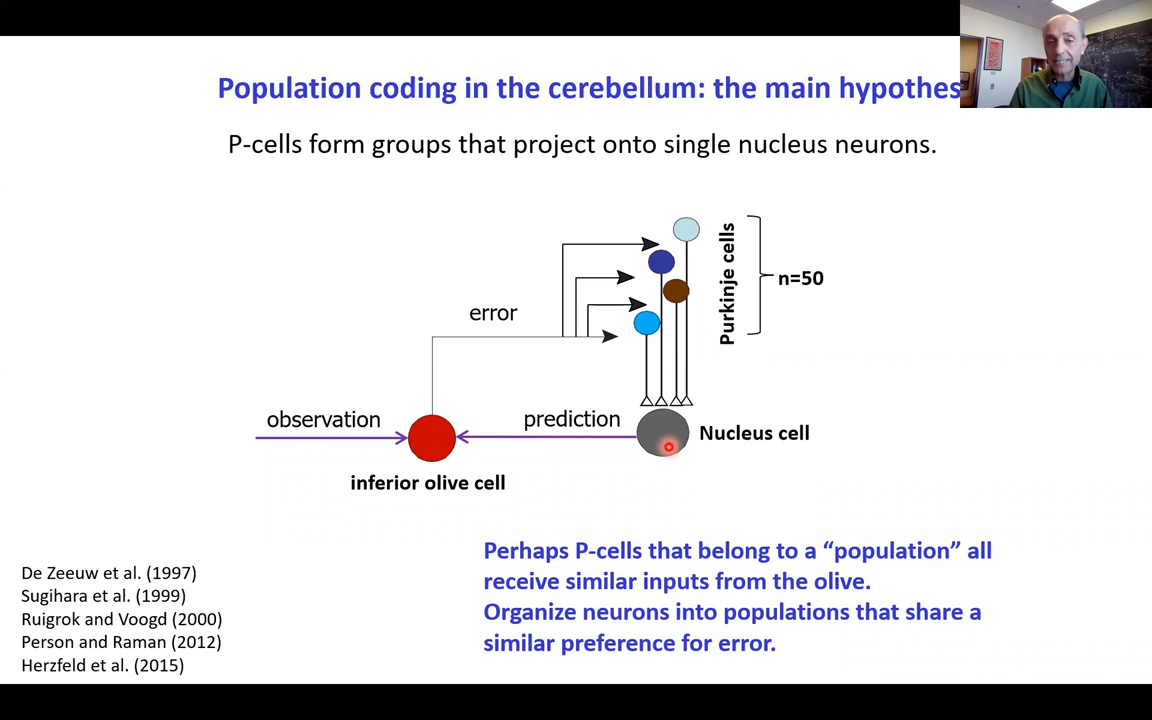 Population coding in the cerebellum: the main hypothes
P-cells form groups that project onto single nucleus neurons.
Purkinje cells
n=50
error
observation
prediction
Nucleus cell
inferior olive cell
Perhaps P-cells that belong to a “population” all
receive similar inputs from the olive.
Organize neurons into populations that share a
similar preference for error.
De Zeeuw et al. (1997)
Sugihara et al. (1999)
Ruigrok and Voogd (2000)
Person and Raman (2012)
Herzfeld et al. (2015)